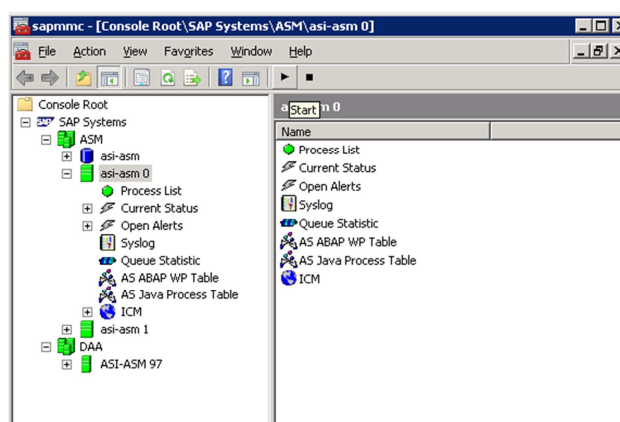 sapmmc - [Console Root\SAP Systems\ASM\asi-asm 0]
File Action View Favorites Window Help
Console Root
SAP Systems
ASM
asi-asm
asi-asm 0
Process List
Current Status
Open Alerts
Syslog
Queue Statistic
AS ABAP WP Table
AS Java Process Table
ICM
asi-asm 1
DAA
ASI-ASM 97
Start
Name
Process List
Current Status
Open Alerts
Syslog
Queue Statistic
AS ABAP WP Table
AS Java Process Table
ICM